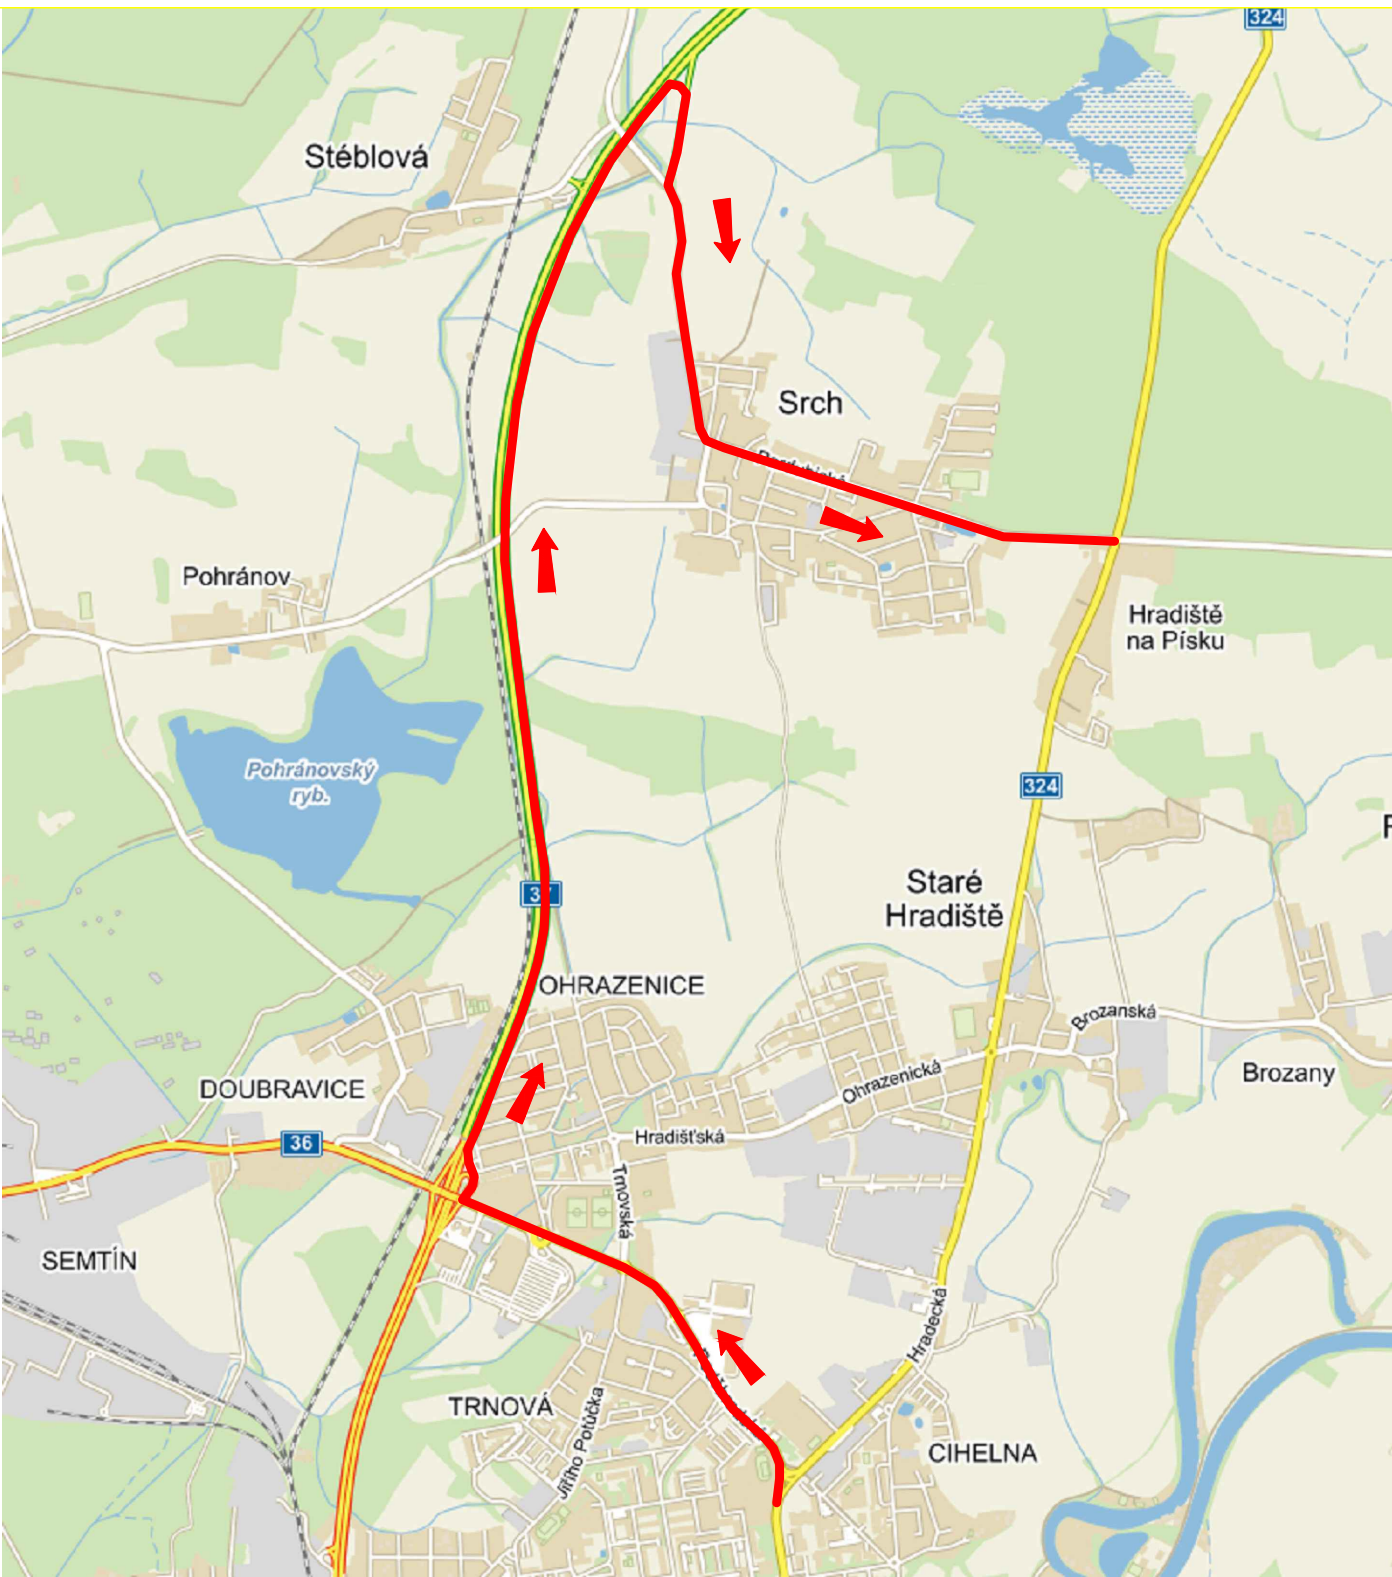 324
Stéblová
Srch
Pohránov
Hradiště
na Písku
Pohránovský
ryb.
324
Staré
Hradiště
OHRAZENICE
Brozanská
Ohrazenická
Brozany
DOUBRAVICE
36
Hradišťská
Trnovská
SEMTÍN
Hradecká
TRNOVÁ
Jiřího Potůčka
CIHELNA